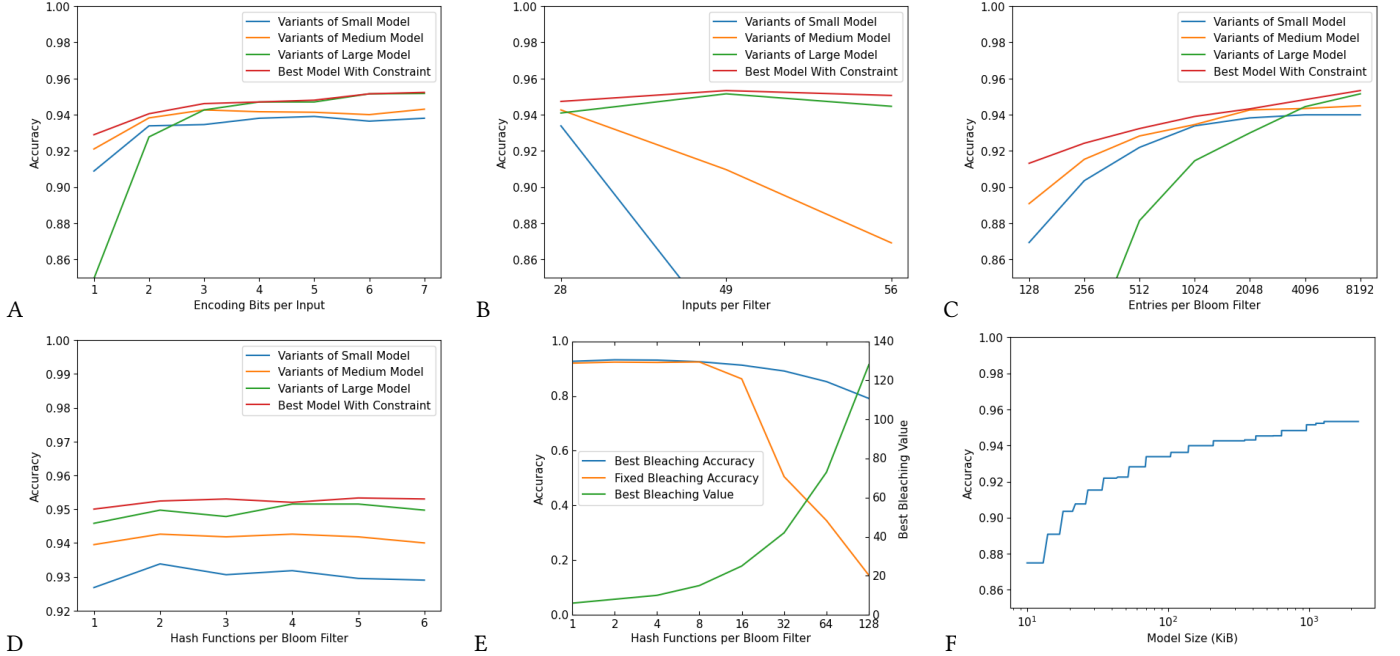 1.00
0.98
0.96
0.94
0.92
0.90
0.88
0.86
Accuracy
Variants of Small Model
Variants of Medium Model
Variants of Large Model
Best Model With Constraint
1 2 3 4 5 6 7
Encoding Bits per Input
A
1.00
0.98
0.96
0.94
0.92
0.90
0.88
0.86
Accuracy
Variants of Small Model
Variants of Medium Model
Variants of Large Model
Best Model With Constraint
28 49 56
Inputs per Filter
B
1.00
0.98
0.96
0.94
0.92
0.90
0.88
0.86
Accuracy
Variants of Small Model
Variants of Medium Model
Variants of Large Model
Best Model With Constraint
128 256 512 1024 2048 4096 8192
Entries per Bloom Filter
C
1.00
0.99
0.98
0.97
0.96
0.95
0.94
0.93
0.92
Accuracy
Variants of Small Model
Variants of Medium Model
Variants of Large Model
Best Model With Constraint
1 2 3 4 5 6
Hash Functions per Bloom Filter
D
1.0
0.8
0.6
0.4
0.2
0.0
Accuracy
Best Bleaching Accuracy
Fixed Bleaching Accuracy
Best Bleaching Value
140
120
100
80
60
40
20
0
Best Bleaching Value
1 2 4 8 16 32 64 128
Hash Functions per Bloom Filter
E
1.00
0.98
0.96
0.94
0.92
0.90
0.88
0.86
Accuracy
10¹ 10² 10³
Model Size (KiB)
F